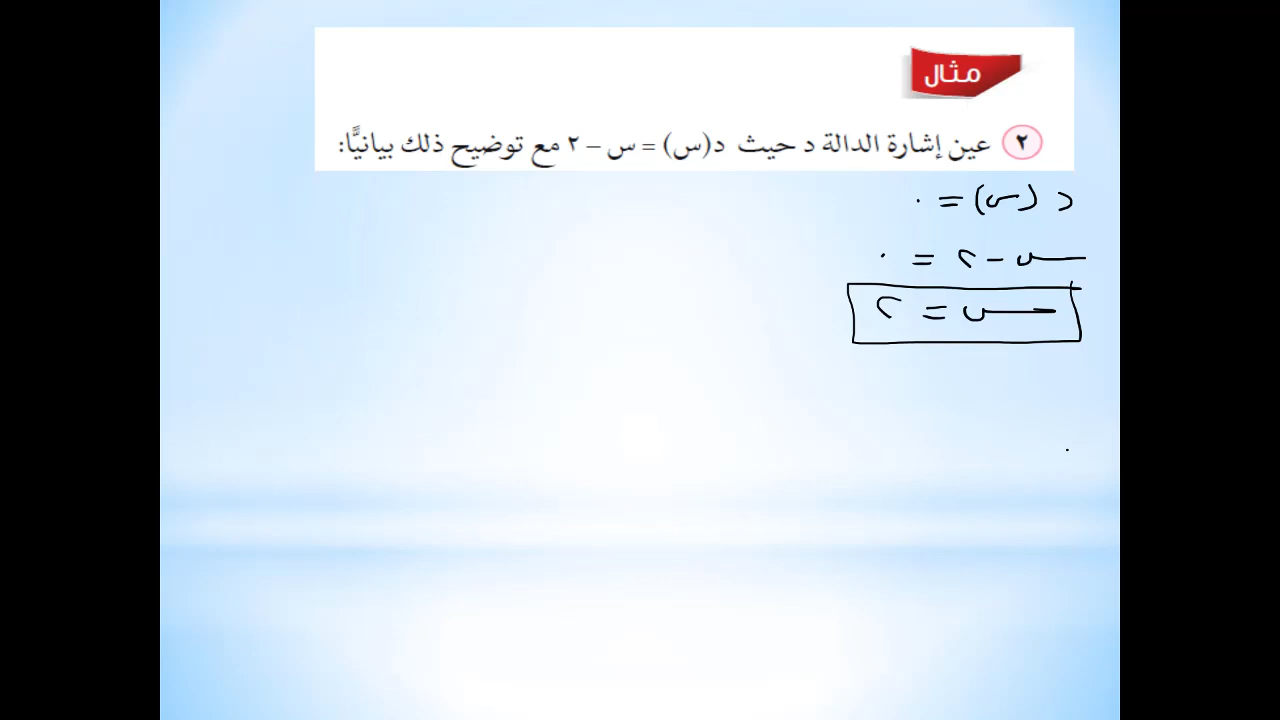 مثال
٢ عين إشارة الدالة د حيث د(س) = س – ٢ مع توضيح ذلك بيانيًّا:
د (س) = ٠
س – ٢ = ٠
س = ٢